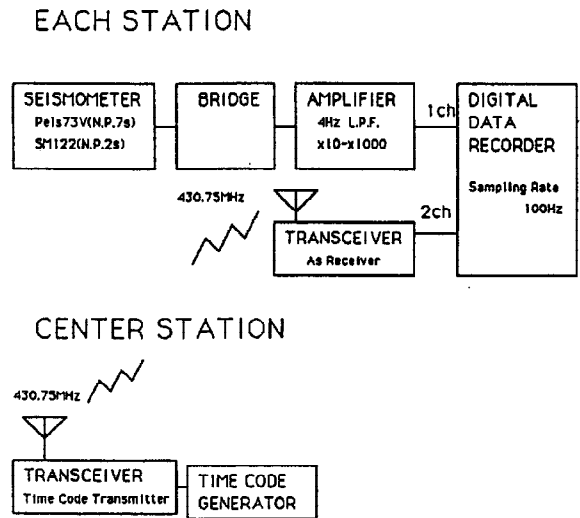 EACH STATION
SEISMOMETER
Pels73V(N.P.7s)
SM122(N.P.2s)
BRIDGE
AMPLIFIER
4Hz L.P.F.
x10-x1000
1ch
DIGITAL
DATA
RECORDER
Sampling Rate
100Hz
430.75MHz
2ch
TRANSCEIVER
As Receiver
CENTER STATION
430.75MHz
TRANSCEIVER
Time Code Transmitter
TIME CODE
GENERATOR